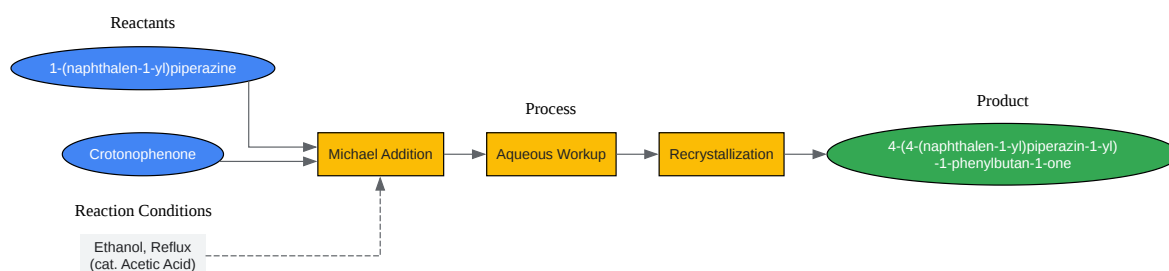 Reactants
1-(naphthalen-1-yl)piperazine
Process
Product
Crotonophenone
Michael Addition
Aqueous Workup
Recrystallization
4-(4-(naphthalen-1-yl)piperazin-1-yl)
-1-phenylbutan-1-one
Reaction Conditions
Ethanol, Reflux
(cat. Acetic Acid)